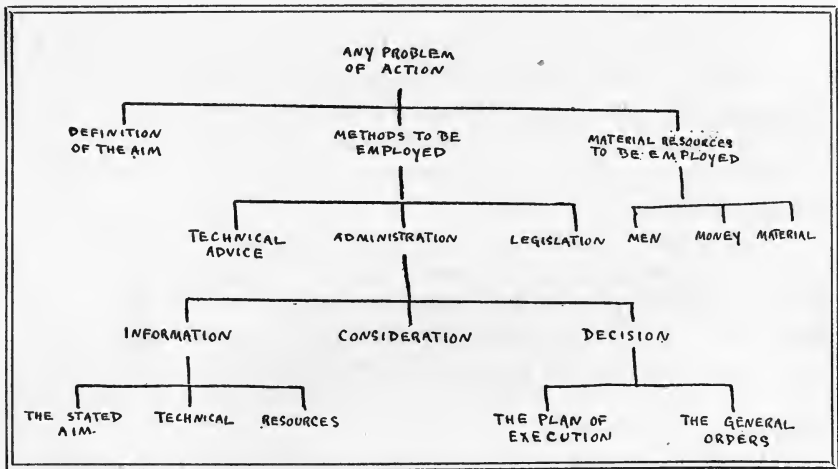 ANY PROBLEM
OF ACTION
DEFINITION
OF THE AIM
METHODS TO BE
EMPLOYED
MATERIAL RESOURCES
TO BE EMPLOYED
TECHNICAL
ADVICE
ADMINISTRATION
LEGISLATION
MEN
MONEY
MATERIAL
INFORMATION
CONSIDERATION
DECISION
THE STATED
AIM.
TECHNICAL
RESOURCES
THE PLAN OF
EXECUTION
THE GENERAL
ORDERS